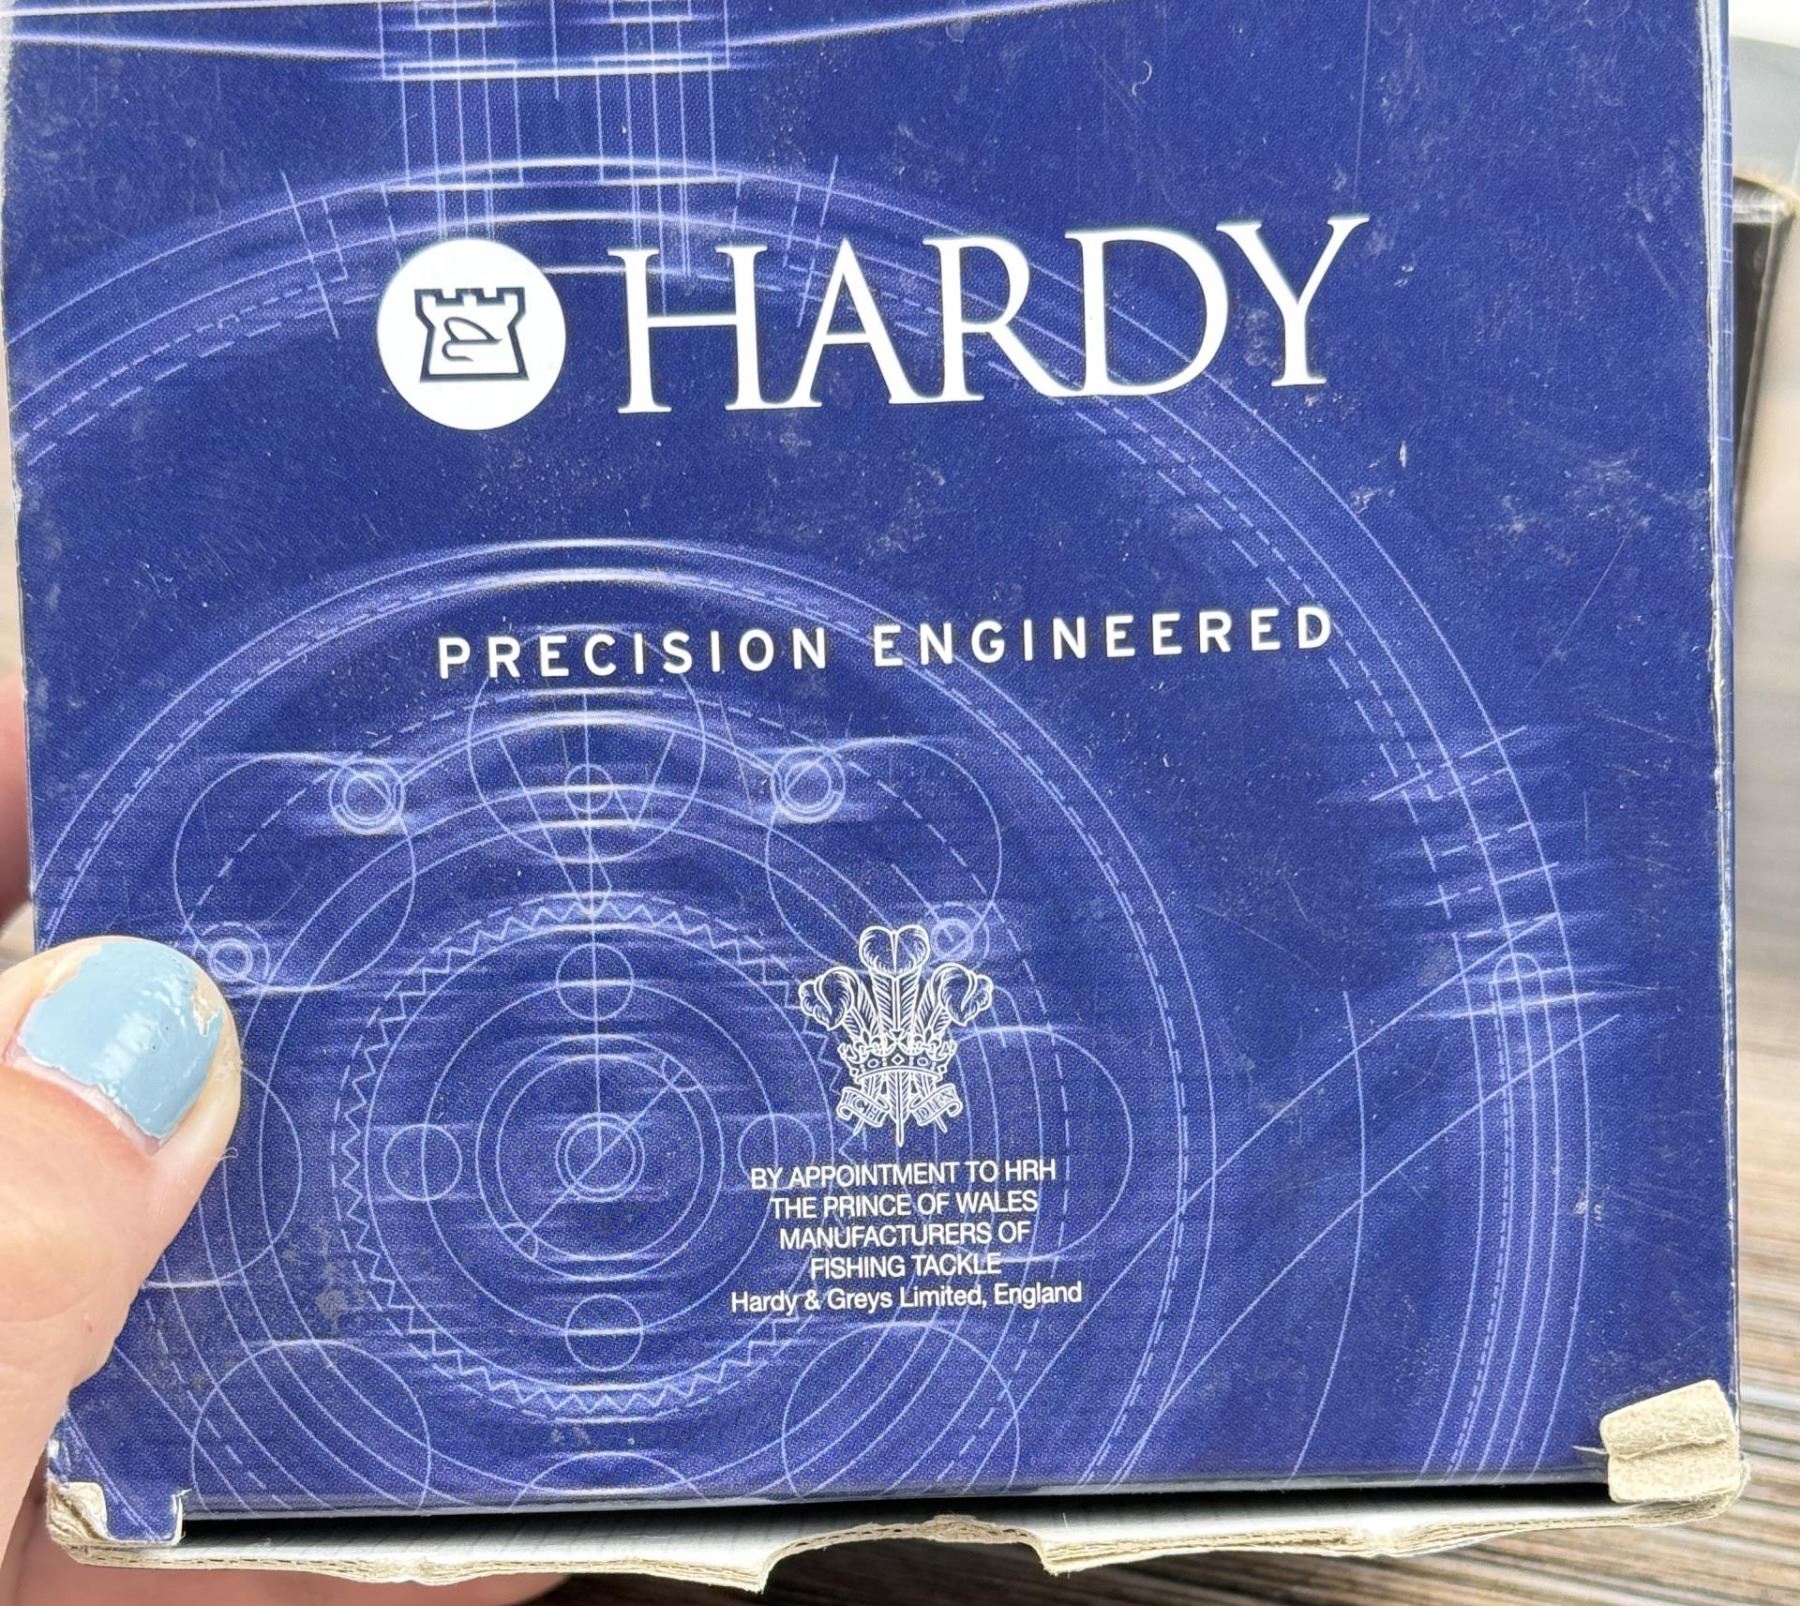 HARDY
PRECISION ENGINEERED
ICH DIEN
BY APPOINTMENT TO HRH
THE PRINCE OF WALES
MANUFACTURERS OF
FISHING TACKLE
Hardy & Greys Limited, England